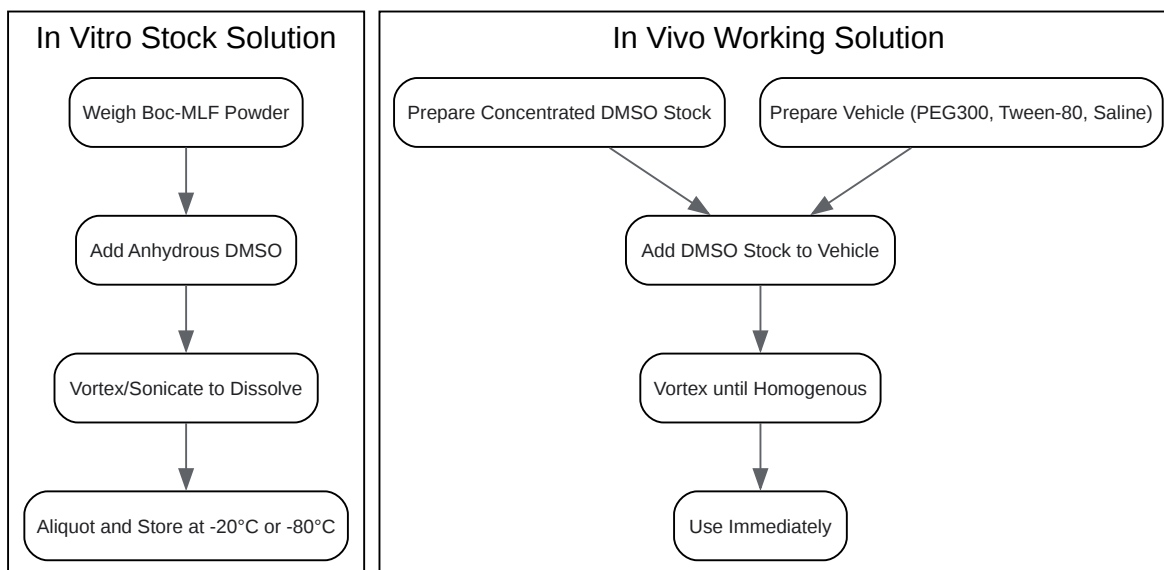 In Vitro Stock Solution
Weigh Boc-MLF Powder
Add Anhydrous DMSO
Vortex/Sonicate to Dissolve
Aliquot and Store at -20°C or -80°C
In Vivo Working Solution
Prepare Concentrated DMSO Stock
Prepare Vehicle (PEG300, Tween-80, Saline)
Add DMSO Stock to Vehicle
Vortex until Homogenous
Use Immediately